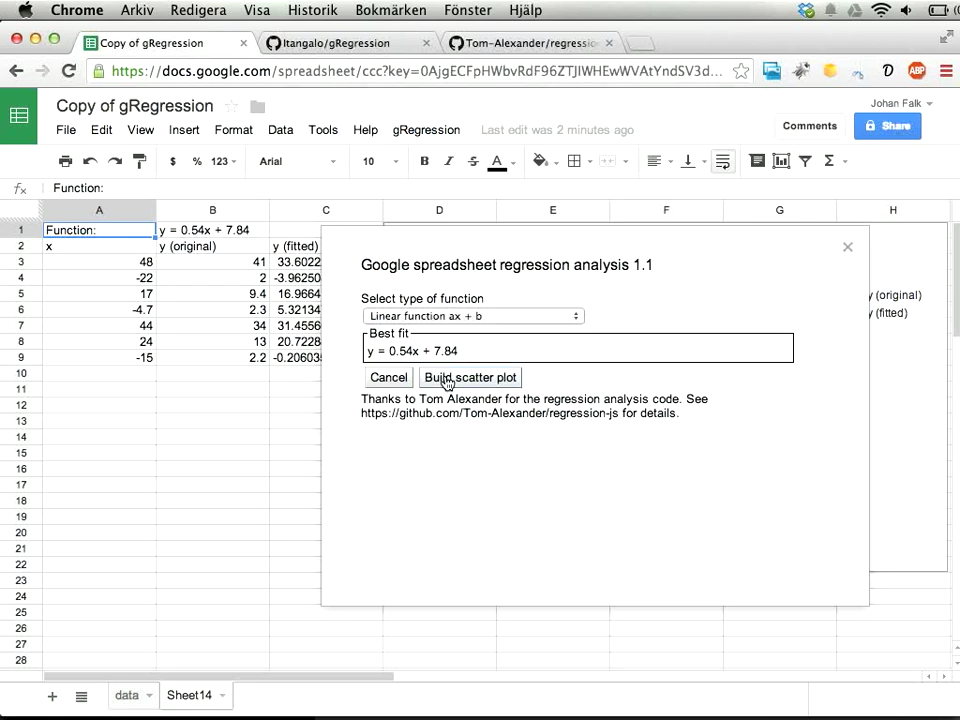 Chrome Arkiv Redigera Visa Historik Bokmärken Fönster Hjälp
Copy of gRegression Itangalo/gRegression Tom-Alexander/regressio
https://docs.google.com/spreadsheet/ccc?key=0AjgECFpHWbvRdF96ZTJIWHEwWVAtYndSV3d...
ABP
Copy of gRegression
Johan Falk
File Edit View Insert Format Data Tools Help gRegression Last edit was 2 minutes ago
Comments Share
$ % 123 Arial 10 B I S A Σ
fx Function:
A B C D E F G H
1 Function: y = 0.54x + 7.84
2 x y (original) y (fitted)
3 48 41 33.6022
4 -22 2 -3.96250
5 17 9.4 16.9664
6 -4.7 2.3 5.32134
7 44 34 31.4556
8 24 13 20.7228
9 -15 2.2 -0.20603
10
11
12
13
14
15
16
17
18
19
20
21
22
23
24
25
26
27
28
Google spreadsheet regression analysis 1.1
Select type of function
Linear function ax + b
Best fit
y = 0.54x + 7.84
Cancel Build scatter plot
Thanks to Tom Alexander for the regression analysis code. See
https://github.com/Tom-Alexander/regression-js for details.
y (original)
y (fitted)
data Sheet14